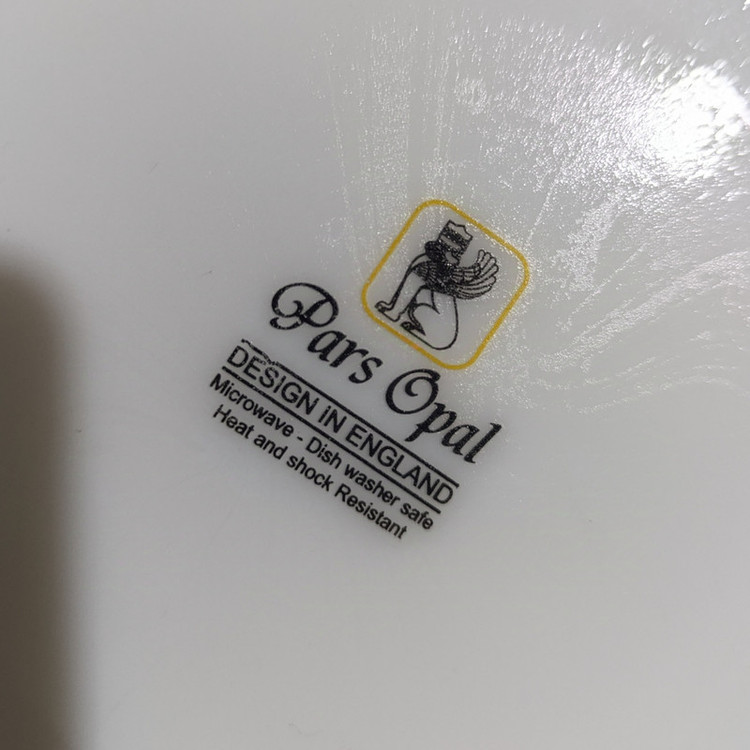 Pars Opal
DESIGN iN ENGLAND
Microwave - Dish washer safe
Heat and shock Resistant